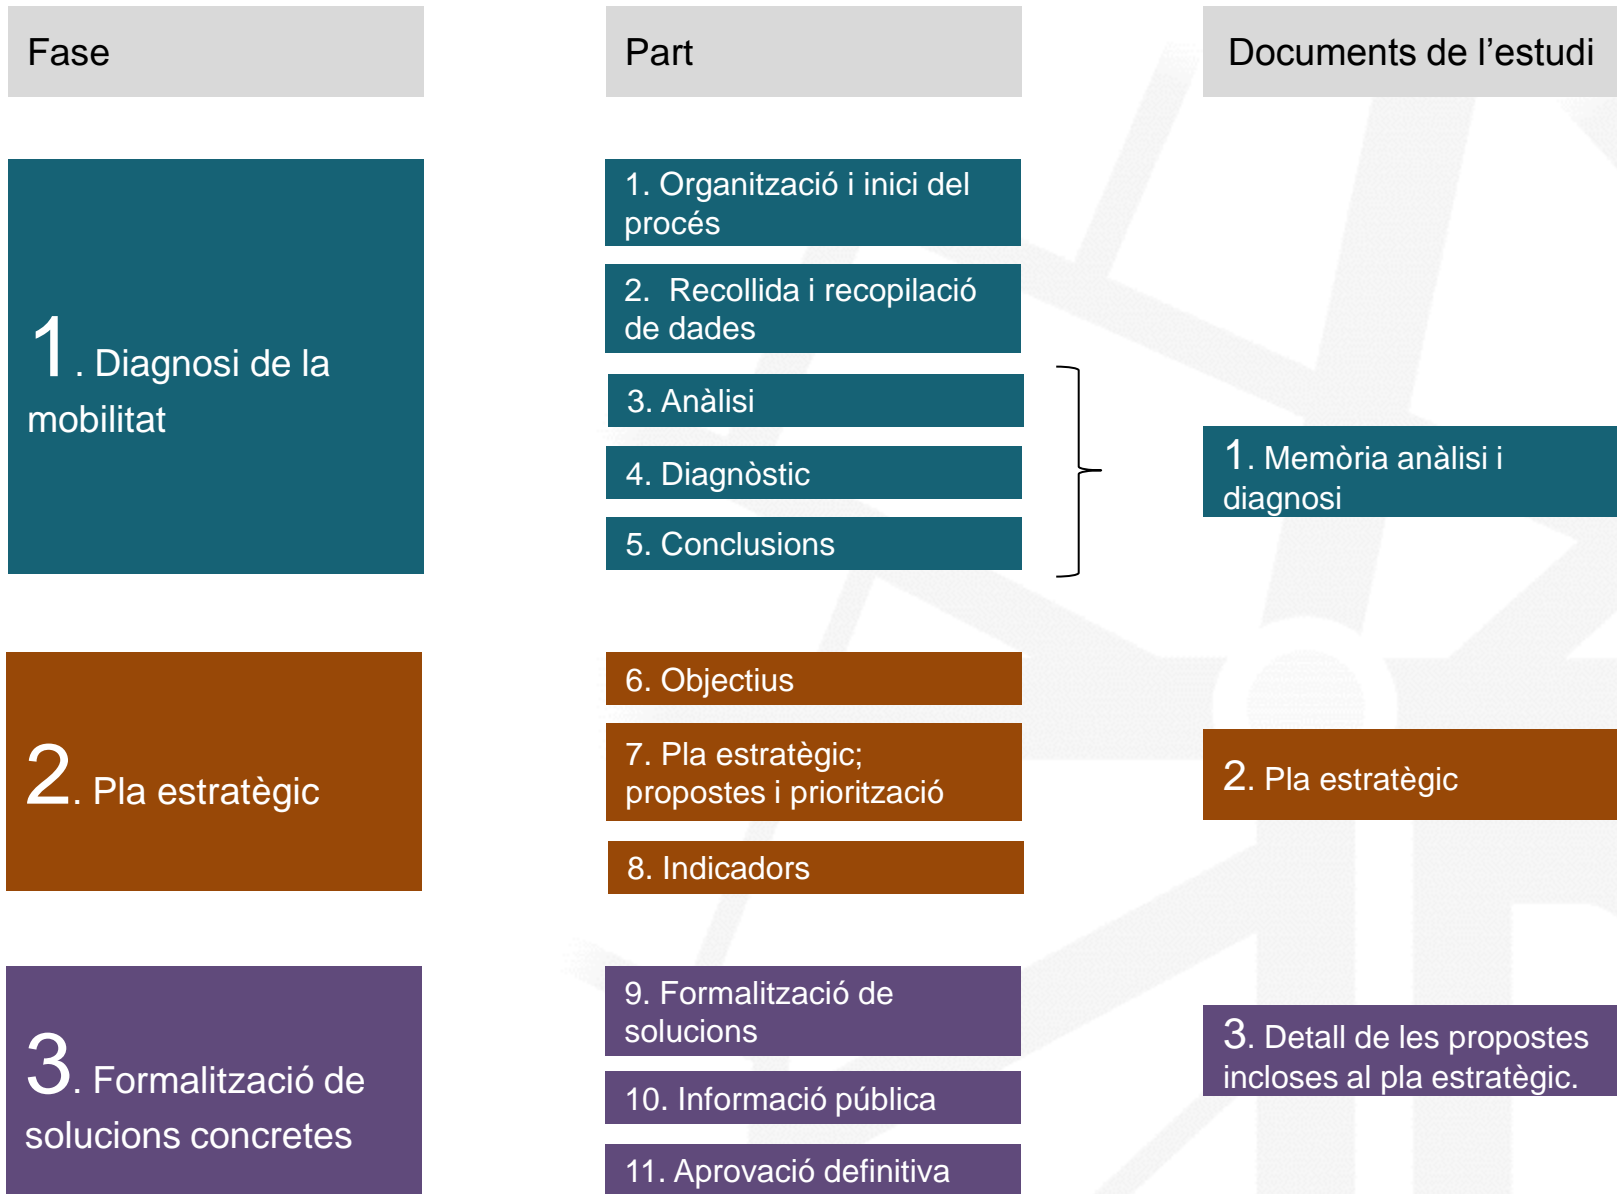 Fase
Part
Documents de l’estudi
1. Diagnosi de la
mobilitat
1. Organització i inici del
procés
2. Recollida i recopilació
de dades
3. Anàlisi
4. Diagnòstic
5. Conclusions
1. Memòria anàlisi i
diagnosi
2. Pla estratègic
6. Objectius
7. Pla estratègic;
propostes i priorització
8. Indicadors
2. Pla estratègic
3. Formalització de
solucions concretes
9. Formalització de
solucions
10. Informació pública
11. Aprovació definitiva
3. Detall de les propostes
incloses al pla estratègic.